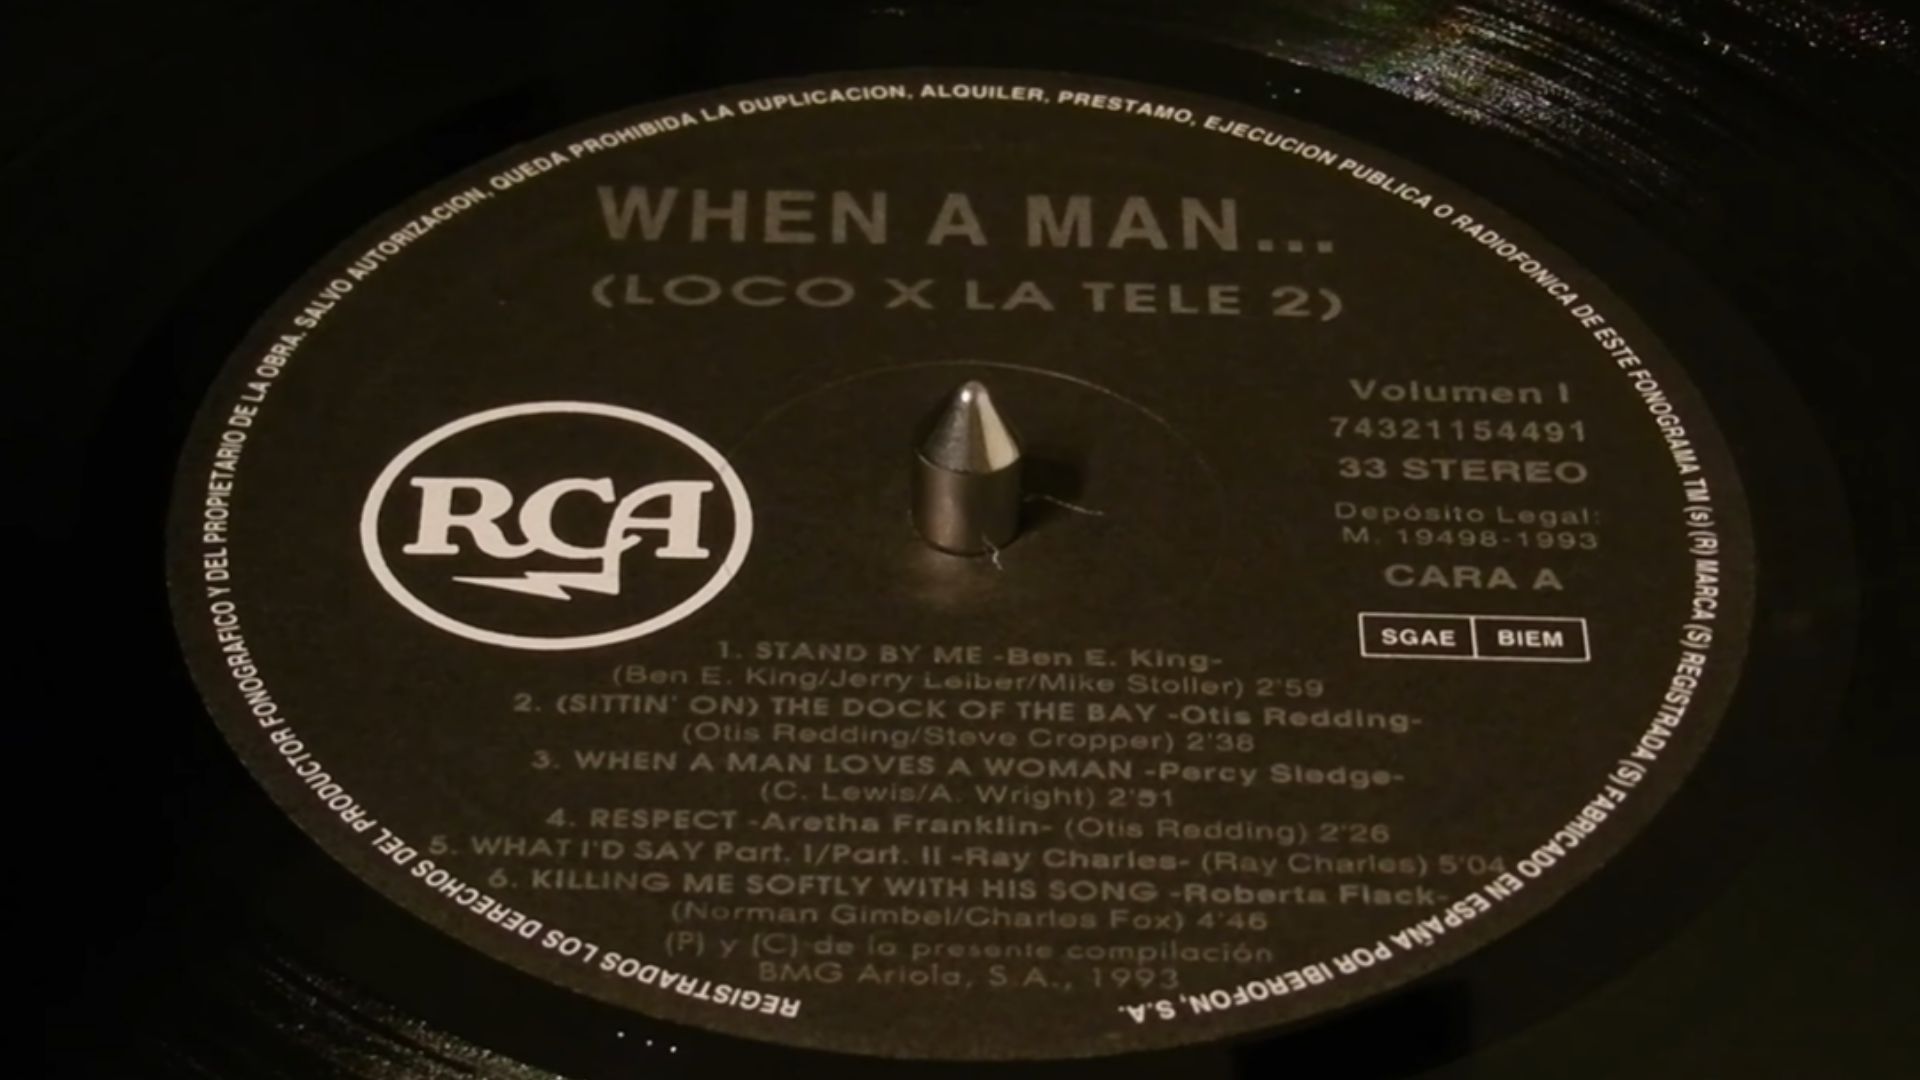 REGISTRADOS LOS DERECHOS DEL PRODUCTOR FONOGRAFICO Y DEL PROPIETARIO DE LA OBRA. SALVO AUTORIZACION, QUEDA PROHIBIDA LA DUPLICACION, ALQUILER, PRESTAMO, EJECUCION PUBLICA O RADIOFONICA DE ESTE FONOGRAMA TM (s) (R) MARCA (S) REGISTRADA (S) FABRICADO EN ESPAÑA POR IBEROFON, S.A.
WHEN A MAN...
(LOCO X LA TELE 2)
RCA
Volumen I
74321154491
33 STEREO
Depósito Legal:
M. 19498-1993
CARA A
SGAE BIEM
1. STAND BY ME -Ben E. King-
(Ben E. King/Jerry Leiber/Mike Stoller) 2'59
2. (SITTIN' ON) THE DOCK OF THE BAY -Otis Redding-
(Otis Redding/Steve Cropper) 2'38
3. WHEN A MAN LOVES A WOMAN -Percy Sledge-
(C. Lewis/A. Wright) 2'51
4. RESPECT -Aretha Franklin- (Otis Redding) 2'26
5. WHAT I'D SAY Part. I/Part. II -Ray Charles- (Ray Charles) 5'04
6. KILLING ME SOFTLY WITH HIS SONG -Roberta Flack-
(Norman Gimbel/Charles Fox) 4'46
(P) y (C) de la presente compilación
BMG Ariola, S.A., 1993